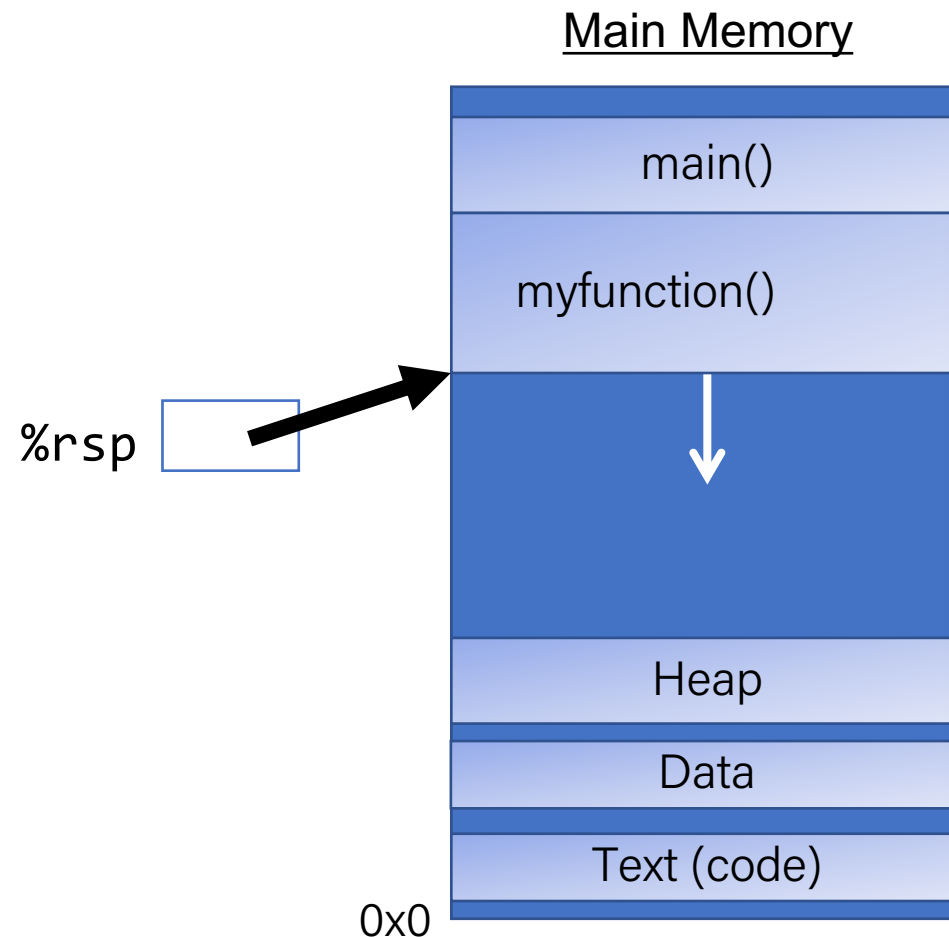 Main Memory
main()
myfunction()
%rsp
Heap
Data
Text (code)
0x0